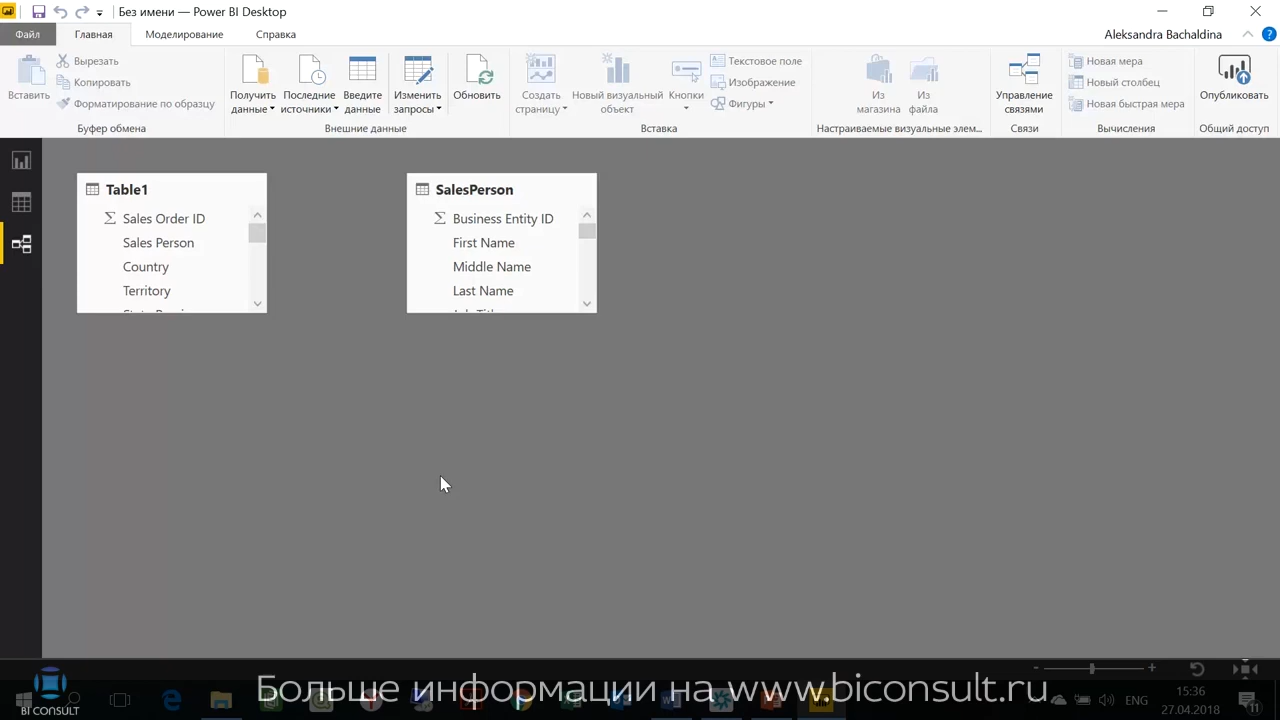 Без имени — Power BI Desktop
Файл
Главная
Моделирование
Справка
Aleksandra Bachaldina
Вставить
Вырезать
Копировать
Форматирование по образцу
Буфер обмена
Получить данные
Последние источники
Введите данные
Изменить запросы
Обновить
Внешние данные
Создать страницу
Новый визуальный объект
Кнопки
Текстовое поле
Изображение
Фигуры
Вставка
Из магазина
Из файла
Настраиваемые визуальные элем...
Управление связями
Связи
Новая мера
Новый столбец
Новая быстрая мера
Вычисления
Опубликовать
Общий доступ
Table1
Sales Order ID
Sales Person
Country
Territory
SalesPerson
Business Entity ID
First Name
Middle Name
Last Name
BI CONSULT
Больше информации на www.biconsult.ru
ENG
15:36
27.04.2018